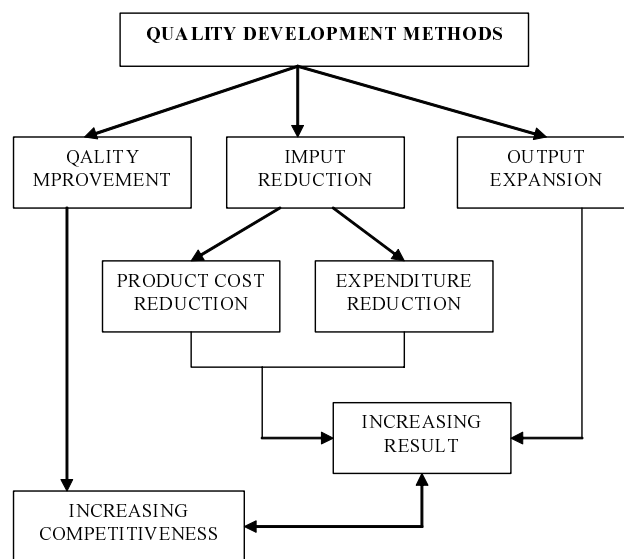 QUALITY DEVELOPMENT METHODS
QALITY
MPROVEMENT
IMPUT
REDUCTION
OUTPUT
EXPANSION
PRODUCT COST
REDUCTION
EXPENDITURE
REDUCTION
INCREASING
RESULT
INCREASING
COMPETITIVENESS